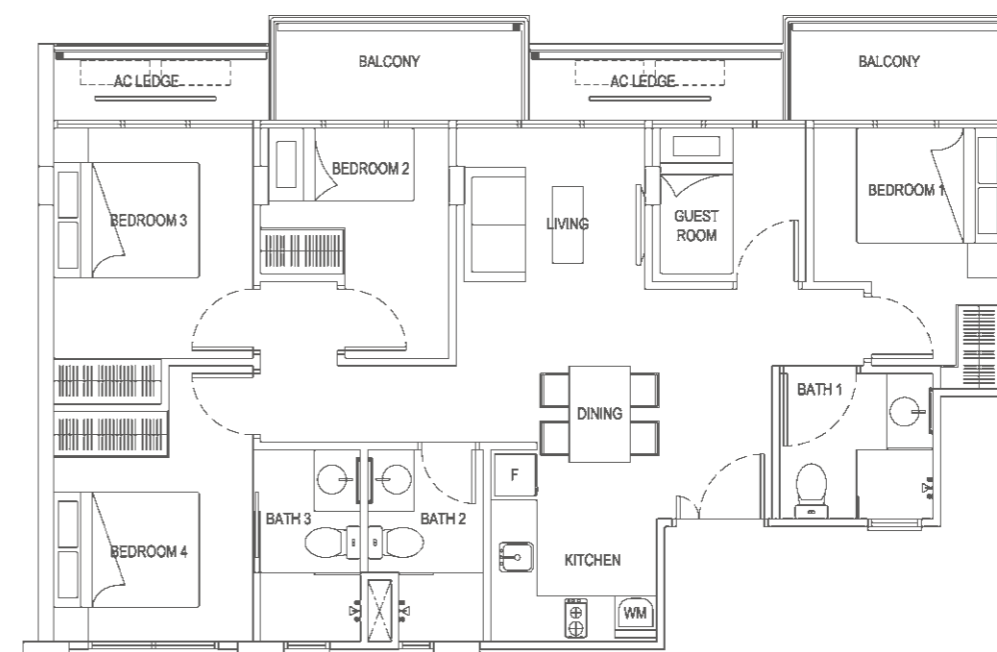 BALCONY
BALCONY
AC LEDGE
AC LEDGE
BEDROOM 2
BEDROOM 1
BEDROOM 3
LIVING
GUEST
ROOM
BATH 1
DINING
F
BATH 3
BATH 2
BEDROOM 4
KITCHEN
WM